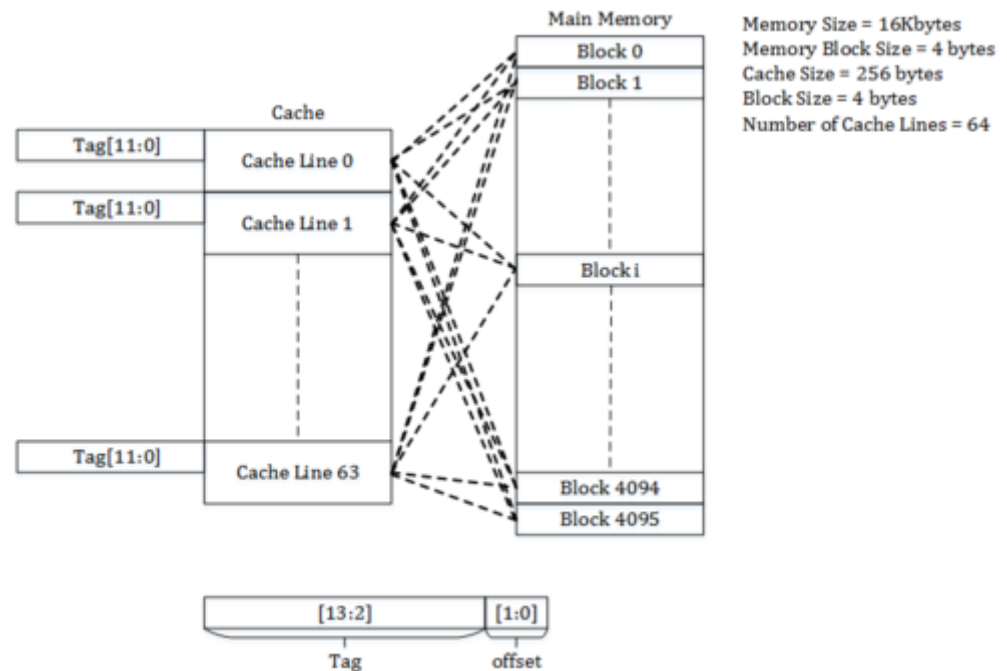 Main Memory
Memory Size = 16Kbytes
Memory Block Size = 4 bytes
Cache Size = 256 bytes
Block Size = 4 bytes
Number of Cache Lines = 64
Block 0
Block 1
Cache
Tag[11:0]
Cache Line 0
Tag[11:0]
Cache Line 1
Block i
Tag[11:0]
Cache Line 63
Block 4094
Block 4095
[13:2]
[1:0]
Tag
offset